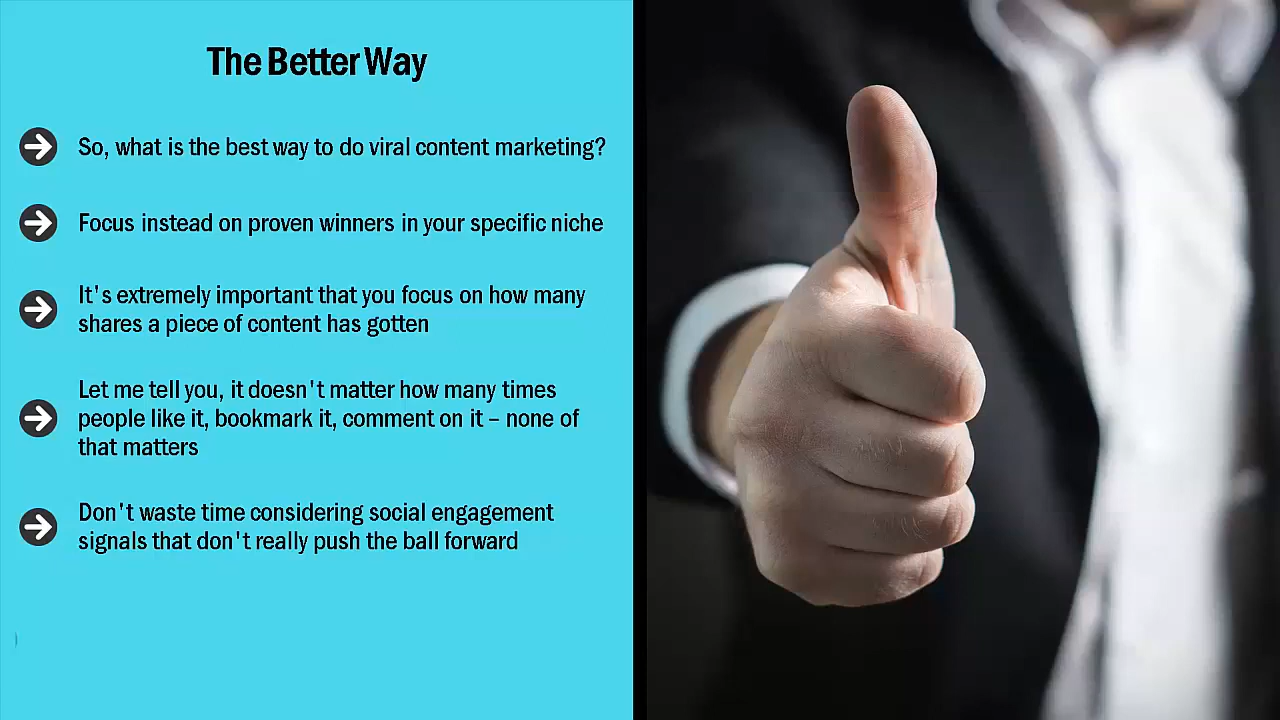 The Better Way
So, what is the best way to do viral content marketing?
Focus instead on proven winners in your specific niche
It's extremely important that you focus on how many
shares a piece of content has gotten
Let me tell you, it doesn't matter how many times
people like it, bookmark it, comment on it – none of
that matters
Don't waste time considering social engagement
signals that don't really push the ball forward